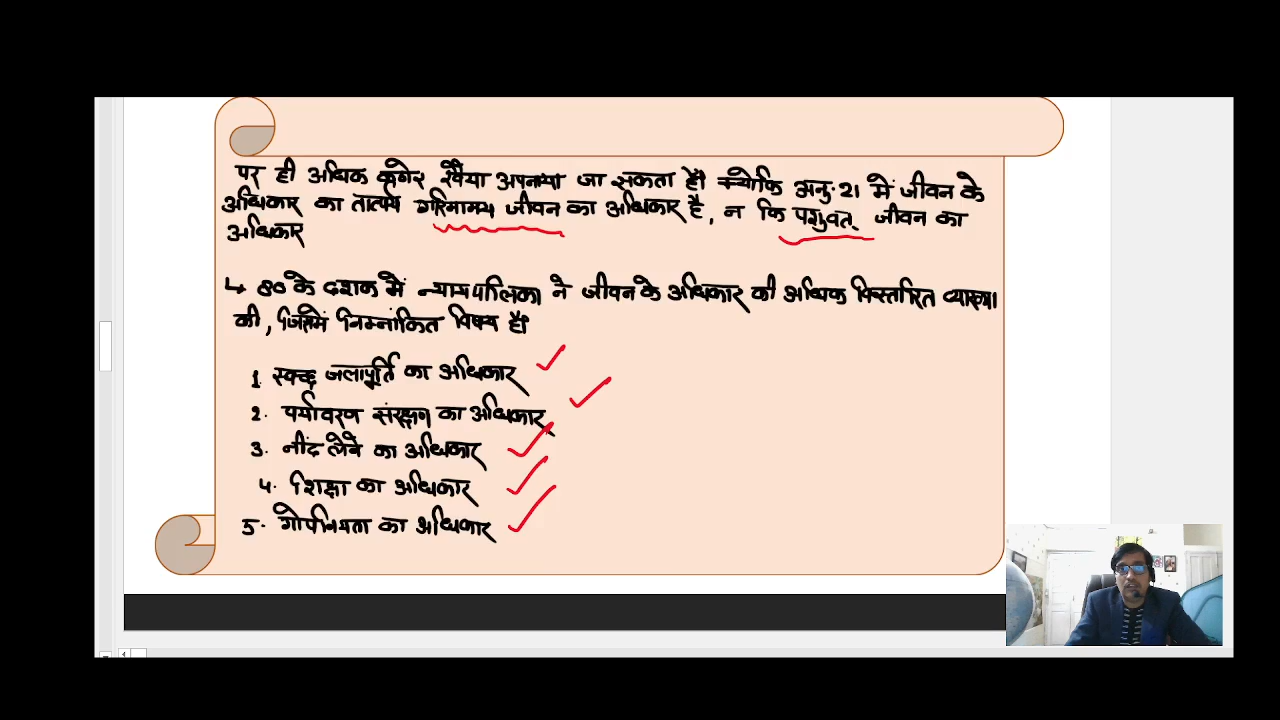 पर ही अधिक कठोर रवैया अपनाया जा सकता है। क्योंकि अनु॰21 में जीवन के
अधिकार का तात्पर्य गरिमामय जीवन का अधिकार है, न कि पशुवत् जीवन का
अधिकार
↳ 80 के दशक में न्यायपालिका ने जीवन के अधिकार की अधिक विस्तारित व्याख्या
की, जिसमें निम्नांकित विषय है।
1. स्वच्छ जलापूर्ति का अधिकार
2. पर्यावरण संरक्षण का अधिकार
3. नींद लेने का अधिकार
4. शिक्षा का अधिकार
5. गोपीनयता का अधिकार